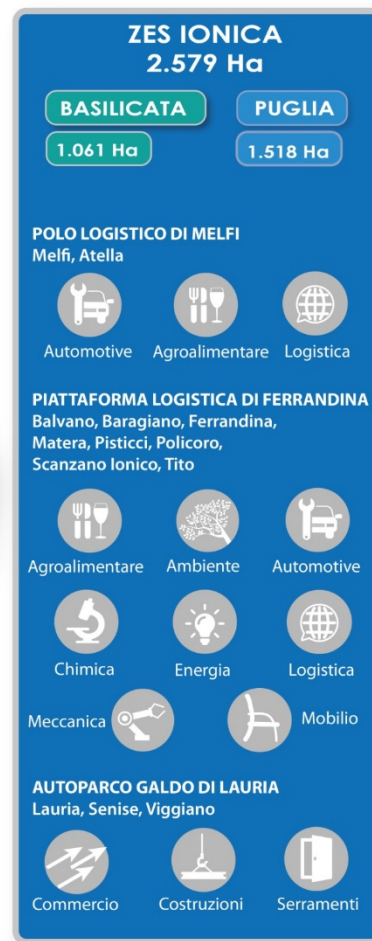 ZES IONICA
2.579 Ha
BASILICATA
PUGLIA
1.061 Ha
1.518 Ha
POLO LOGISTICO DI MELFI
Melfi, Atella
Automotive
Agroalimentare
Logistica
PIATTAFORMA LOGISTICA DI FERRANDINA
Balvano, Baragiano, Ferrandina,
Matera, Pisticci, Policoro,
Scanzano Ionico, Tito
Agroalimentare
Ambiente
Automotive
Chimica
Energia
Logistica
Meccanica
Mobilio
AUTOPARCO GALDO DI LAURIA
Lauria, Senise, Viggiano
Commercio
Costruzioni
Serramenti